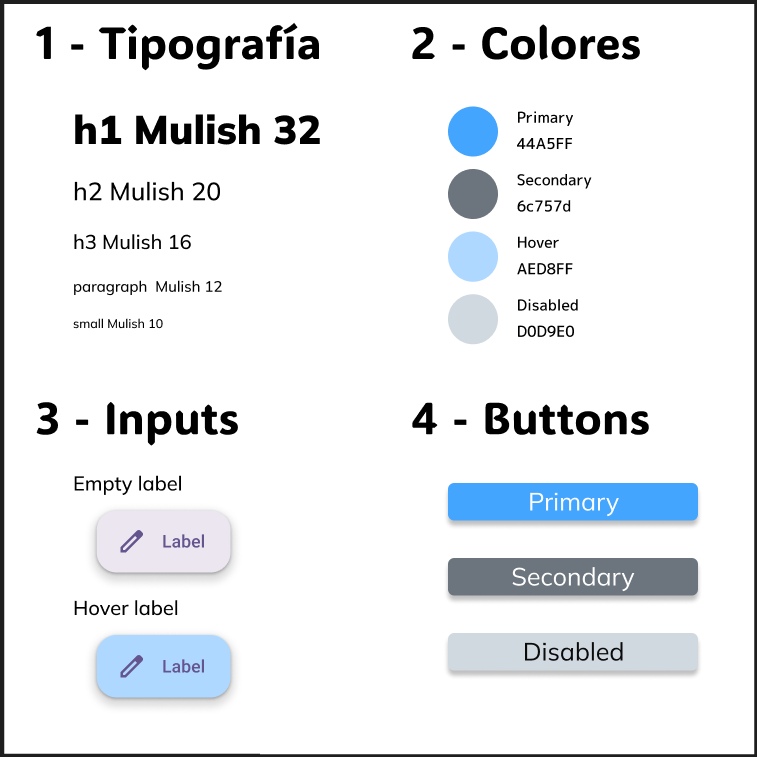 1 - Tipografía
h1 Mulish 32
h2 Mulish 20
h3 Mulish 16
paragraph  Mulish 12
small Mulish 10
2 - Colores
Primary
44A5FF
Secondary
6c757d
Hover
AED8FF
Disabled
D0D9E0
3 - Inputs
Empty label
Label
Hover label
Label
4 - Buttons
Primary
Secondary
Disabled